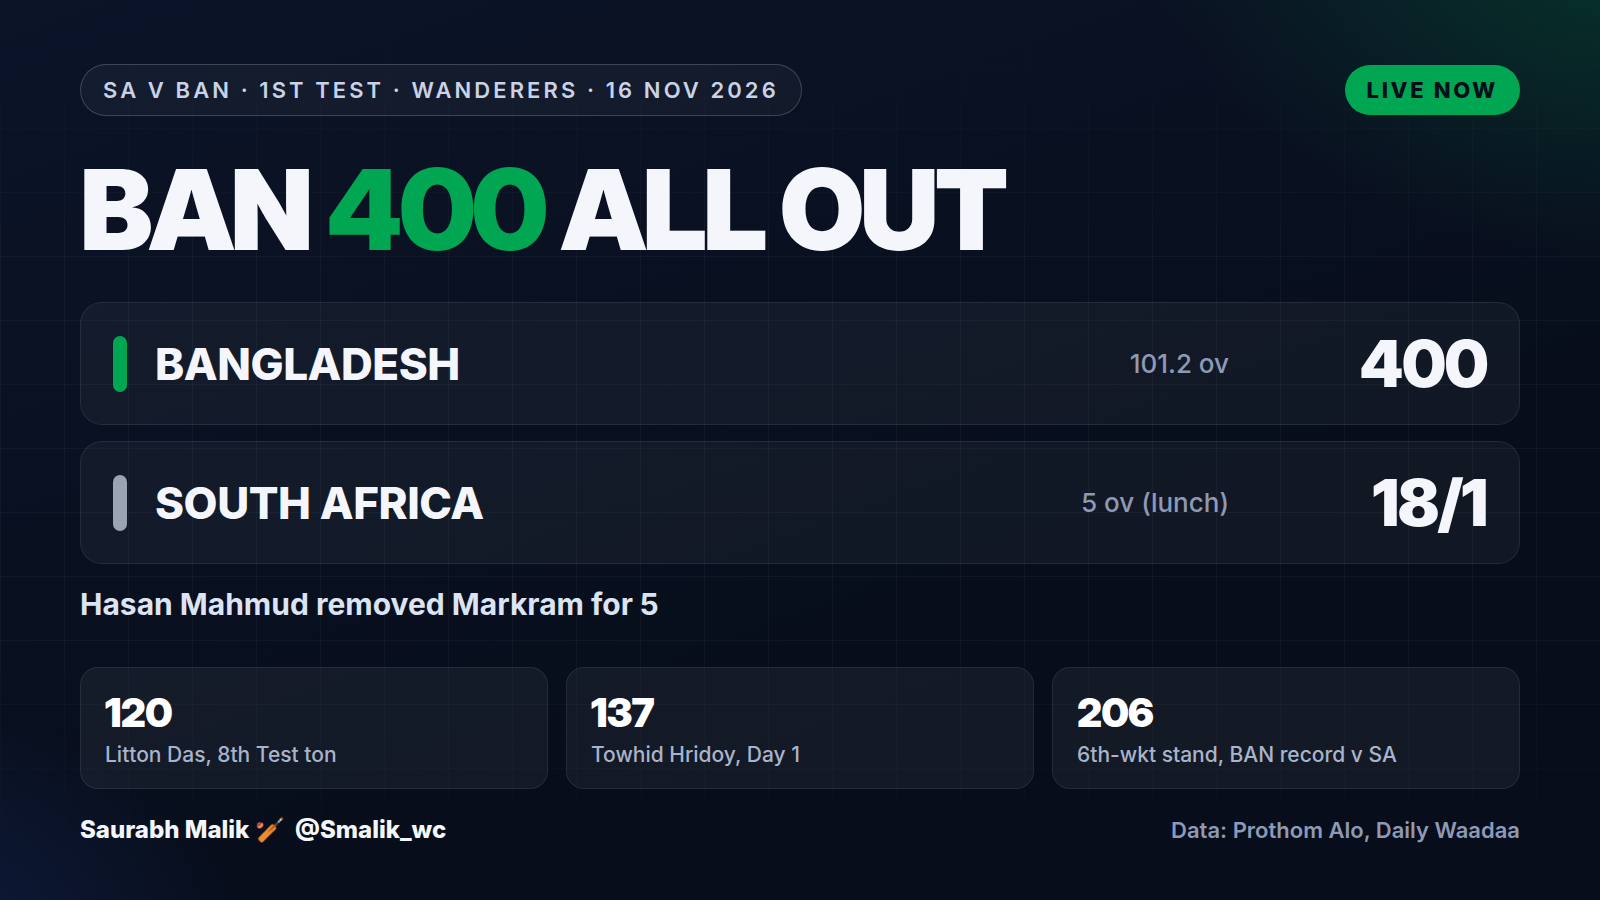 SA V BAN · 1ST TEST · WANDERERS · 16 NOV 2026
LIVE NOW
BAN 400 ALL OUT
BANGLADESH 101.2 ov 400
SOUTH AFRICA 5 ov (lunch) 18/1
Hasan Mahmud removed Markram for 5
120
Litton Das, 8th Test ton
137
Towhid Hridoy, Day 1
206
6th-wkt stand, BAN record v SA
Saurabh Malik 🏏 @Smalik_wc
Data: Prothom Alo, Daily Waadaa